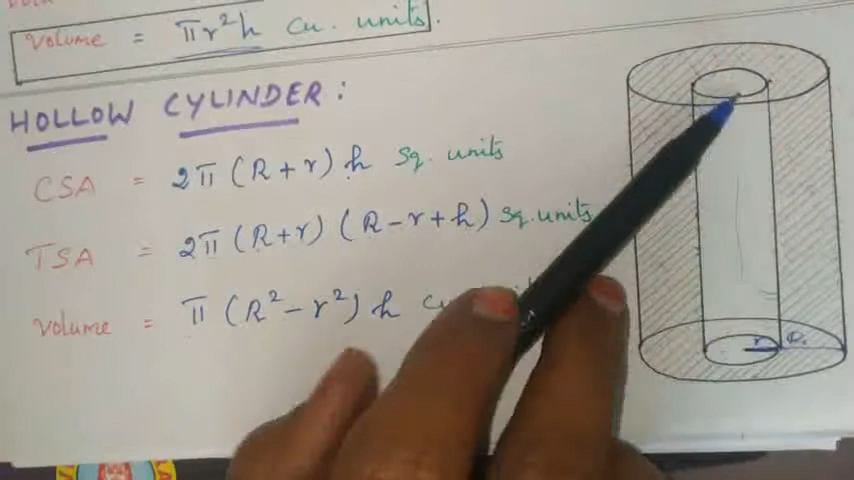 Volume = πr²h cu. units.
HOLLOW CYLINDER:
CSA = 2π (R+r) h sq. units
TSA = 2π (R+r) (R-r+h) sq. units
Volume = π (R²-r²) h
r